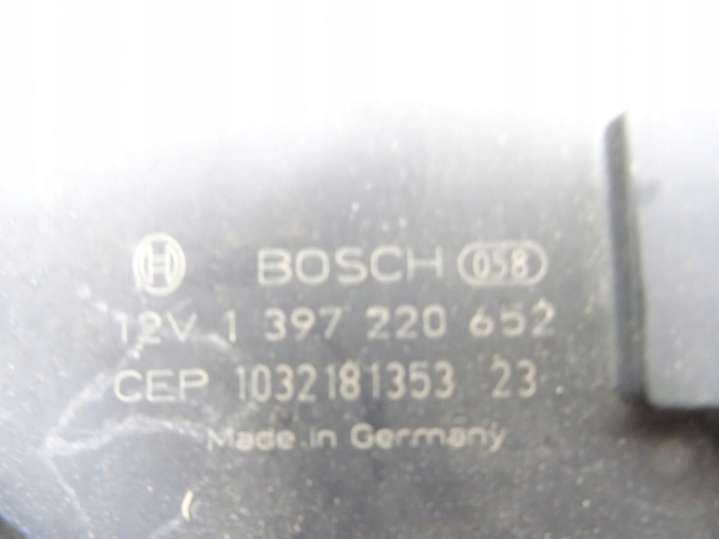 BOSCH 058
12V 1 397 220 652
CEP 1032181353 23
Made in Germany